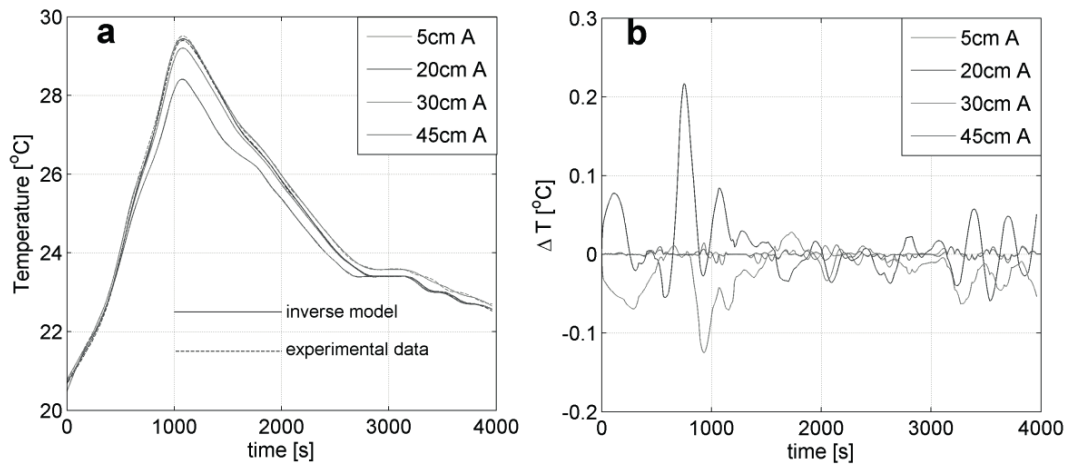 a
Temperature [°C]
30
28
26
24
22
20
0
1000
2000
3000
4000
time [s]
5cm A
20cm A
30cm A
45cm A
inverse model
experimental data
b
Δ T [°C]
0.3
0.2
0.1
0
-0.1
-0.2
0
1000
2000
3000
4000
time [s]
5cm A
20cm A
30cm A
45cm A